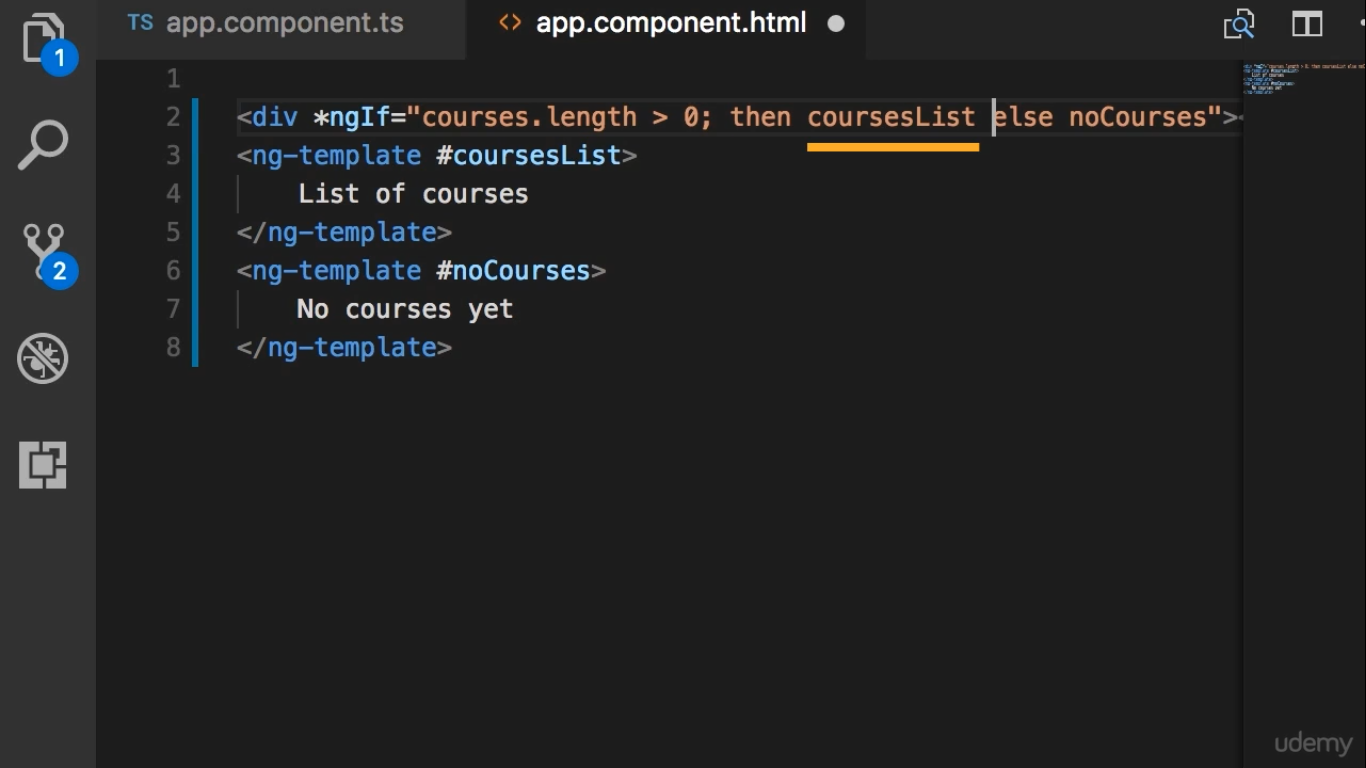 TS app.component.ts <> app.component.html
1
2 <div *ngIf="courses.length > 0; then coursesList else noCourses"><
3 <ng-template #coursesList>
4 List of courses
5 </ng-template>
6 <ng-template #noCourses>
7 No courses yet
8 </ng-template>
1
2
udemy